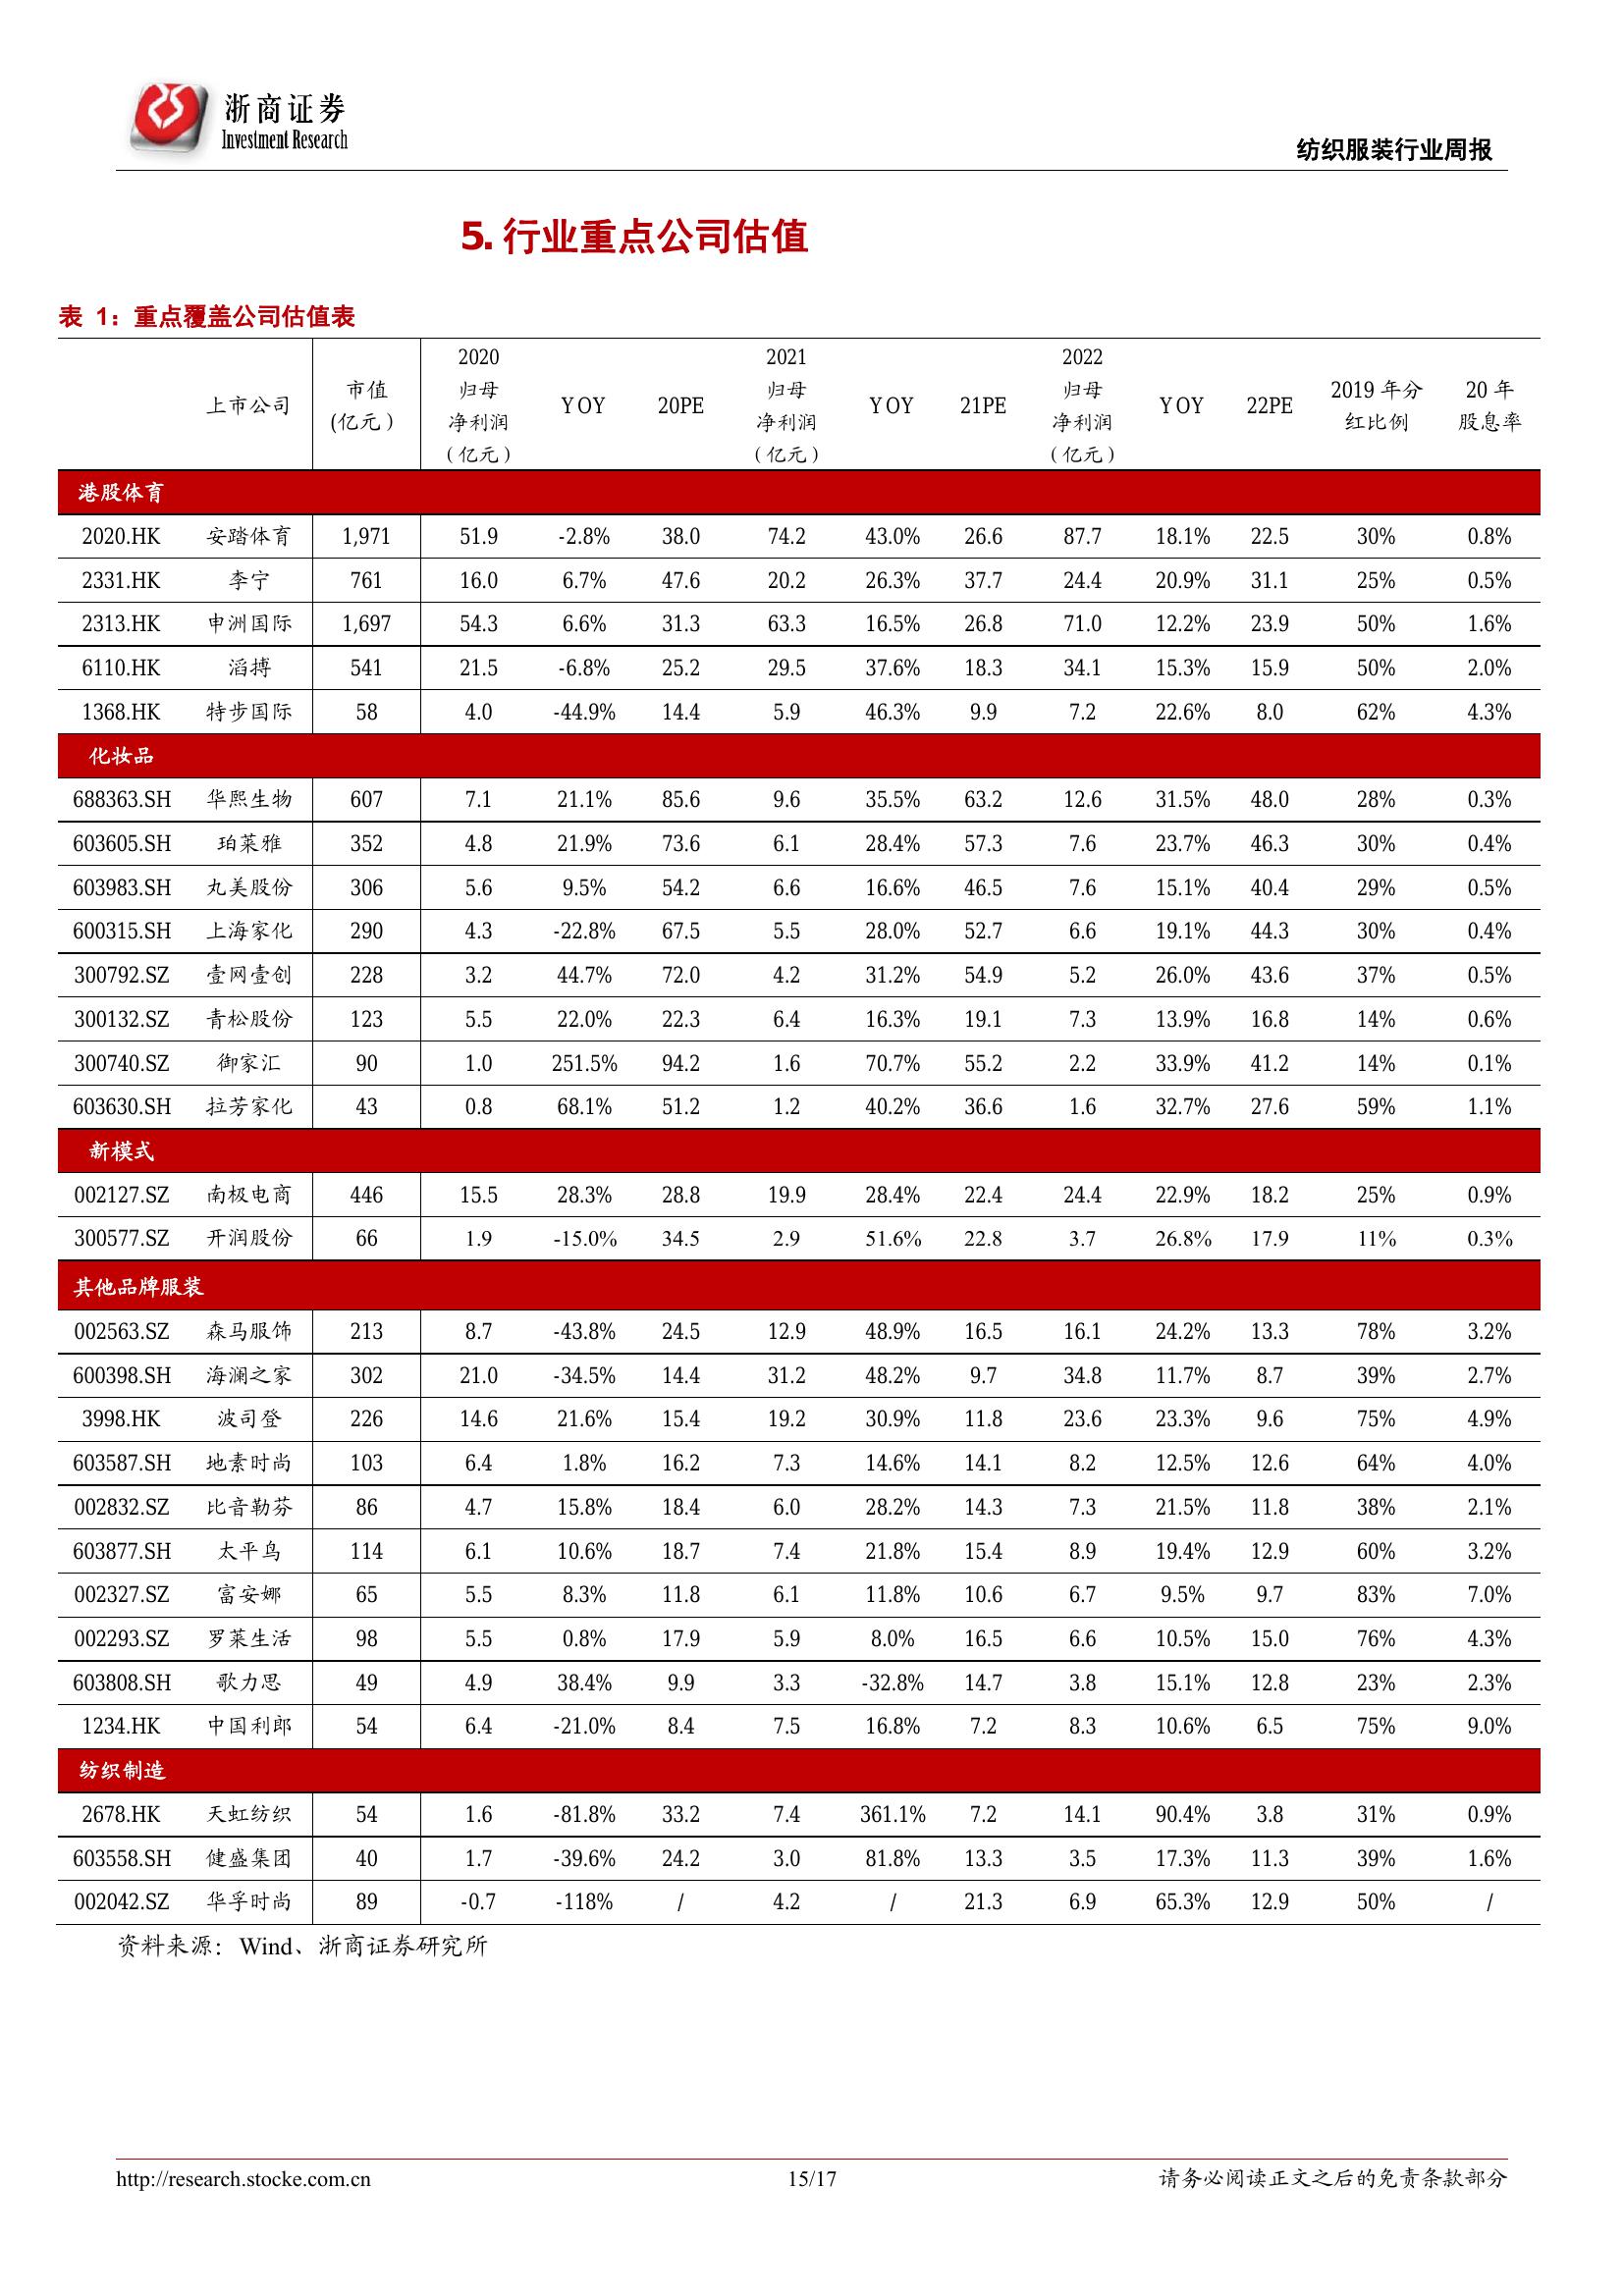 浙商证券
Investment Research
纺织服装行业周报
5. 行业重点公司估值
表 1：重点覆盖公司估值表
上市公司 市值(亿元) 2020归母净利润（亿元） YOY 20PE 2021归母净利润（亿元） YOY 21PE 2022归母净利润（亿元） YOY 22PE 2019年分红比例 20年股息率
港股体育
2020.HK 安踏体育 1,971 51.9 -2.8% 38.0 74.2 43.0% 26.6 87.7 18.1% 22.5 30% 0.8%
2331.HK 李宁 761 16.0 6.7% 47.6 20.2 26.3% 37.7 24.4 20.9% 31.1 25% 0.5%
2313.HK 申洲国际 1,697 54.3 6.6% 31.3 63.3 16.5% 26.8 71.0 12.2% 23.9 50% 1.6%
6110.HK 滔搏 541 21.5 -6.8% 25.2 29.5 37.6% 18.3 34.1 15.3% 15.9 50% 2.0%
1368.HK 特步国际 58 4.0 -44.9% 14.4 5.9 46.3% 9.9 7.2 22.6% 8.0 62% 4.3%
化妆品
688363.SH 华熙生物 607 7.1 21.1% 85.6 9.6 35.5% 63.2 12.6 31.5% 48.0 28% 0.3%
603605.SH 珀莱雅 352 4.8 21.9% 73.6 6.1 28.4% 57.3 7.6 23.7% 46.3 30% 0.4%
603983.SH 丸美股份 306 5.6 9.5% 54.2 6.6 16.6% 46.5 7.6 15.1% 40.4 29% 0.5%
600315.SH 上海家化 290 4.3 -22.8% 67.5 5.5 28.0% 52.7 6.6 19.1% 44.3 30% 0.4%
300792.SZ 壹网壹创 228 3.2 44.7% 72.0 4.2 31.2% 54.9 5.2 26.0% 43.6 37% 0.5%
300132.SZ 青松股份 123 5.5 22.0% 22.3 6.4 16.3% 19.1 7.3 13.9% 16.8 14% 0.6%
300740.SZ 御家汇 90 1.0 251.5% 94.2 1.6 70.7% 55.2 2.2 33.9% 41.2 14% 0.1%
603630.SH 拉芳家化 43 0.8 68.1% 51.2 1.2 40.2% 36.6 1.6 32.7% 27.6 59% 1.1%
新模式
002127.SZ 南极电商 446 15.5 28.3% 28.8 19.9 28.4% 22.4 24.4 22.9% 18.2 25% 0.9%
300577.SZ 开润股份 66 1.9 -15.0% 34.5 2.9 51.6% 22.8 3.7 26.8% 17.9 11% 0.3%
其他品牌服装
002563.SZ 森马服饰 213 8.7 -43.8% 24.5 12.9 48.9% 16.5 16.1 24.2% 13.3 78% 3.2%
600398.SH 海澜之家 302 21.0 -34.5% 14.4 31.2 48.2% 9.7 34.8 11.7% 8.7 39% 2.7%
3998.HK 波司登 226 14.6 21.6% 15.4 19.2 30.9% 11.8 23.6 23.3% 9.6 75% 4.9%
603587.SH 地素时尚 103 6.4 1.8% 16.2 7.3 14.6% 14.1 8.2 12.5% 12.6 64% 4.0%
002832.SZ 比音勒芬 86 4.7 15.8% 18.4 6.0 28.2% 14.3 7.3 21.5% 11.8 38% 2.1%
603877.SH 太平鸟 114 6.1 10.6% 18.7 7.4 21.8% 15.4 8.9 19.4% 12.9 60% 3.2%
002327.SZ 富安娜 65 5.5 8.3% 11.8 6.1 11.8% 10.6 6.7 9.5% 9.7 83% 7.0%
002293.SZ 罗莱生活 98 5.5 0.8% 17.9 5.9 8.0% 16.5 6.6 10.5% 15.0 76% 4.3%
603808.SH 歌力思 49 4.9 38.4% 9.9 3.3 -32.8% 14.7 3.8 15.1% 12.8 23% 2.3%
1234.HK 中国利郎 54 6.4 -21.0% 8.4 7.5 16.8% 7.2 8.3 10.6% 6.5 75% 9.0%
纺织制造
2678.HK 天虹纺织 54 1.6 -81.8% 33.2 7.4 361.1% 7.2 14.1 90.4% 3.8 31% 0.9%
603558.SH 健盛集团 40 1.7 -39.6% 24.2 3.0 81.8% 13.3 3.5 17.3% 11.3 39% 1.6%
002042.SZ 华孚时尚 89 -0.7 -118% / 4.2 / 21.3 6.9 65.3% 12.9 50% /
资料来源：Wind、浙商证券研究所
http://research.stocke.com.cn 15/17 请务必阅读正文之后的免责条款部分